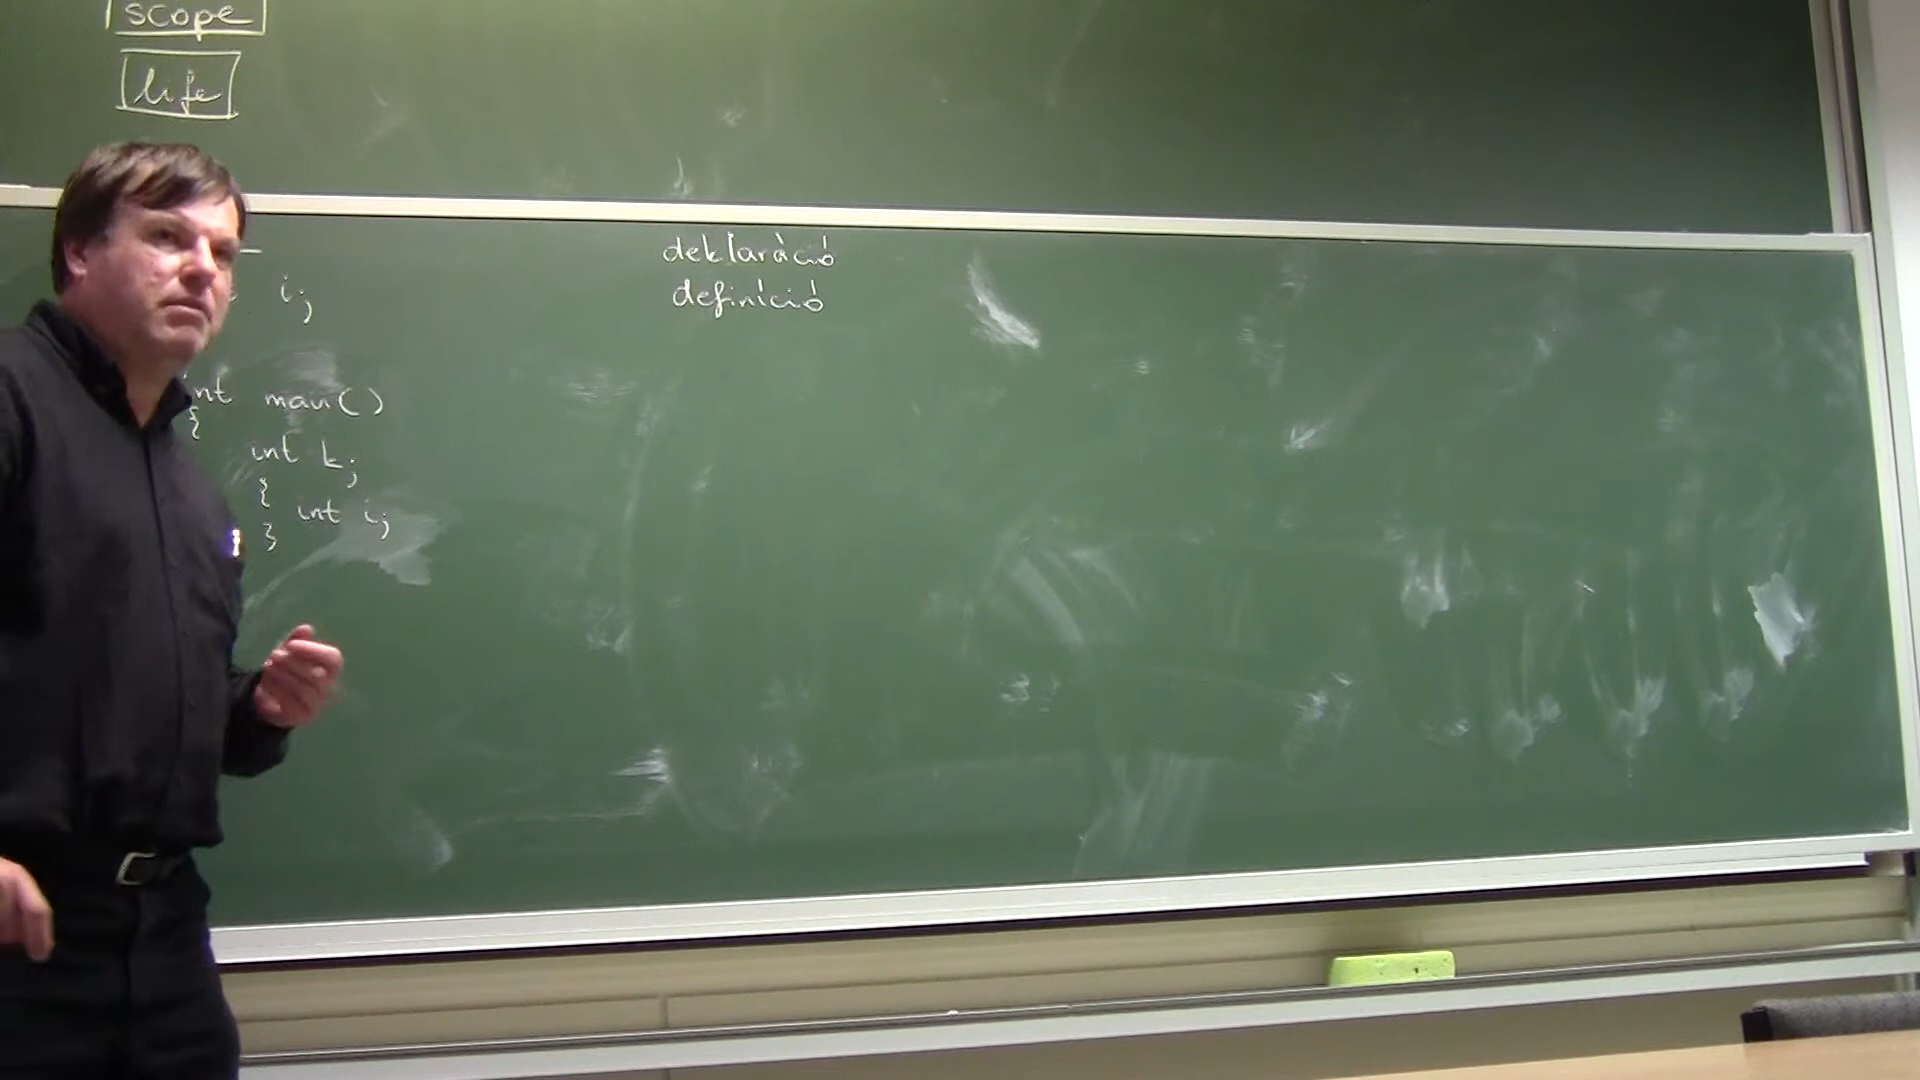 scope
life
i;
int main()
{
int k;
{ int i;
}
deklaráció
definíció